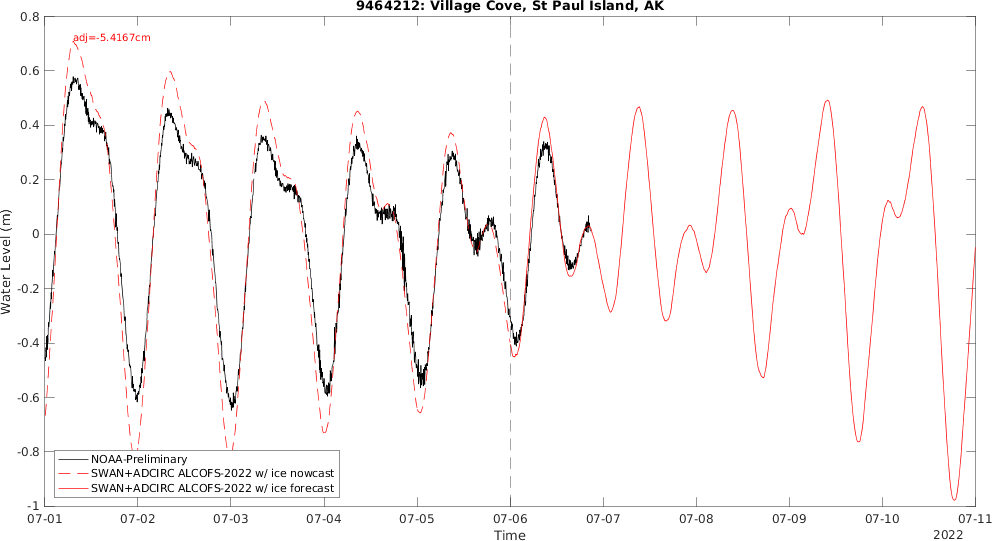 9464212: Village Cove, St Paul Island, AK
adj=-5.4167cm
Water Level (m)
0.8
0.6
0.4
0.2
0
-0.2
-0.4
-0.6
-0.8
-1
NOAA-Preliminary
SWAN+ADCIRC ALCOFS-2022 w/ ice nowcast
SWAN+ADCIRC ALCOFS-2022 w/ ice forecast
07-01 07-02 07-03 07-04 07-05 07-06 07-07 07-08 07-09 07-10 07-11
Time
2022